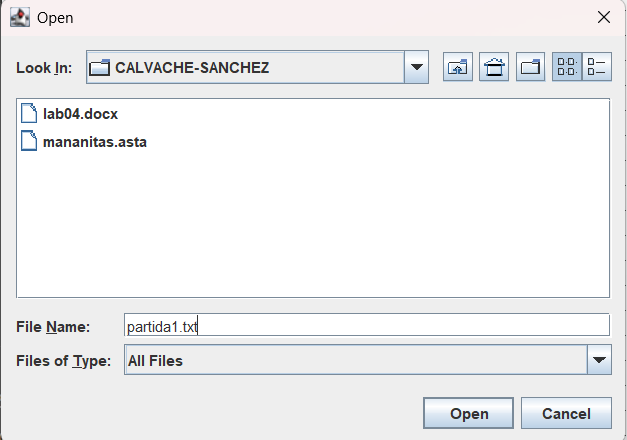 Open
Look In: CALVACHE-SANCHEZ
lab04.docx
mananitas.asta
File Name: partida1.txt
Files of Type: All Files
Open Cancel